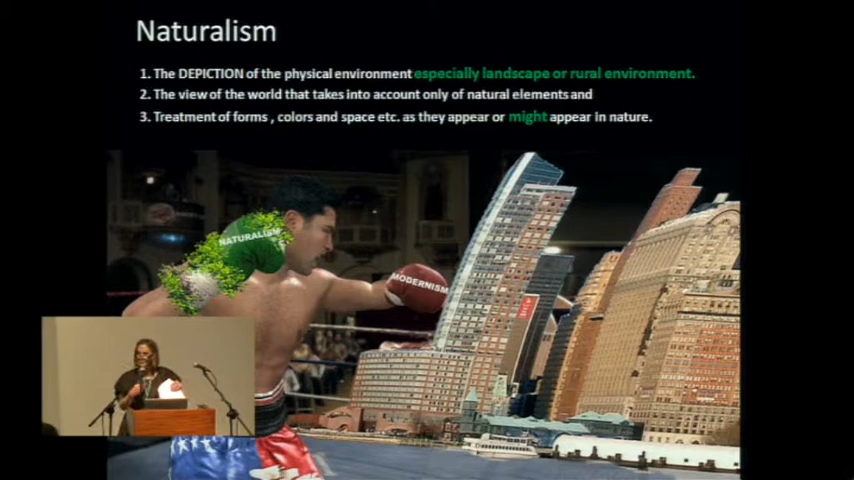 Naturalism
1. The DEPICTION of the physical environment especially landscape or rural environment.
2. The view of the world that takes into account only of natural elements and
3. Treatment of forms , colors and space etc. as they appear or might appear in nature.
NATURALISM
MODERNISM